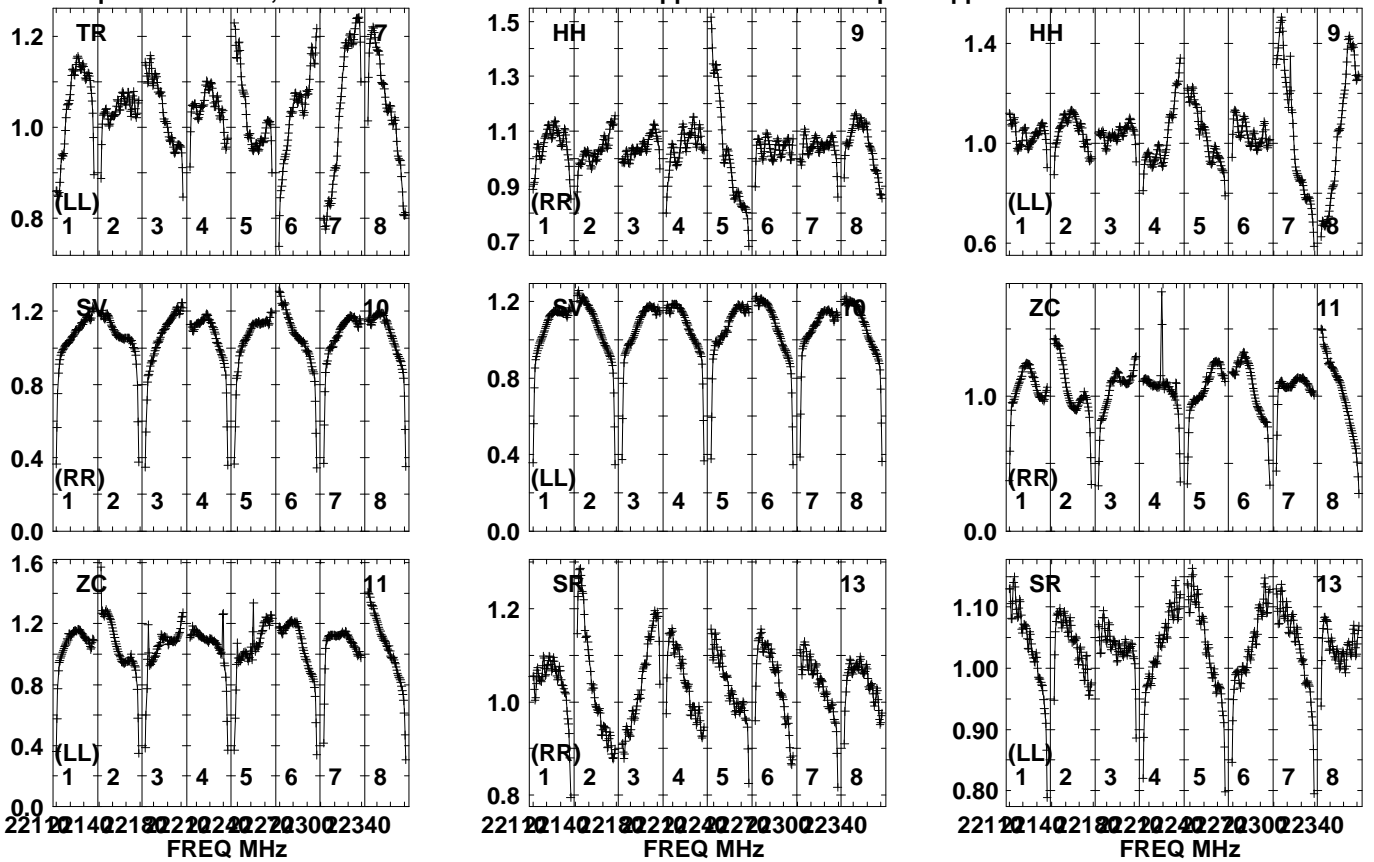 TR 7
1.2
1.0
0.8
(LL)
1 2 3 4 5 6 7 8
HH 9
1.5
1.3
1.1
0.9
0.7
(RR)
1 2 3 4 5 6 7 8
HH 9
1.4
1.0
0.6
(LL)
1 2 3 4 5 6 7 8
SV 10
1.2
0.8
0.4
0.0
(RR)
1 2 3 4 5 6 7 8
SV 10
1.2
0.8
0.4
0.0
(LL)
1 2 3 4 5 6 7 8
ZC 11
1.0
0.0
(RR)
1 2 3 4 5 6 7 8
ZC 11
1.6
1.2
0.8
0.4
0.0
(LL)
1 2 3 4 5 6 7 8
FREQ MHz
SR 13
1.2
1.0
0.8
(RR)
1 2 3 4 5 6 7 8
FREQ MHz
SR 13
1.10
1.00
0.90
0.80
(LL)
1 2 3 4 5 6 7 8
FREQ MHz